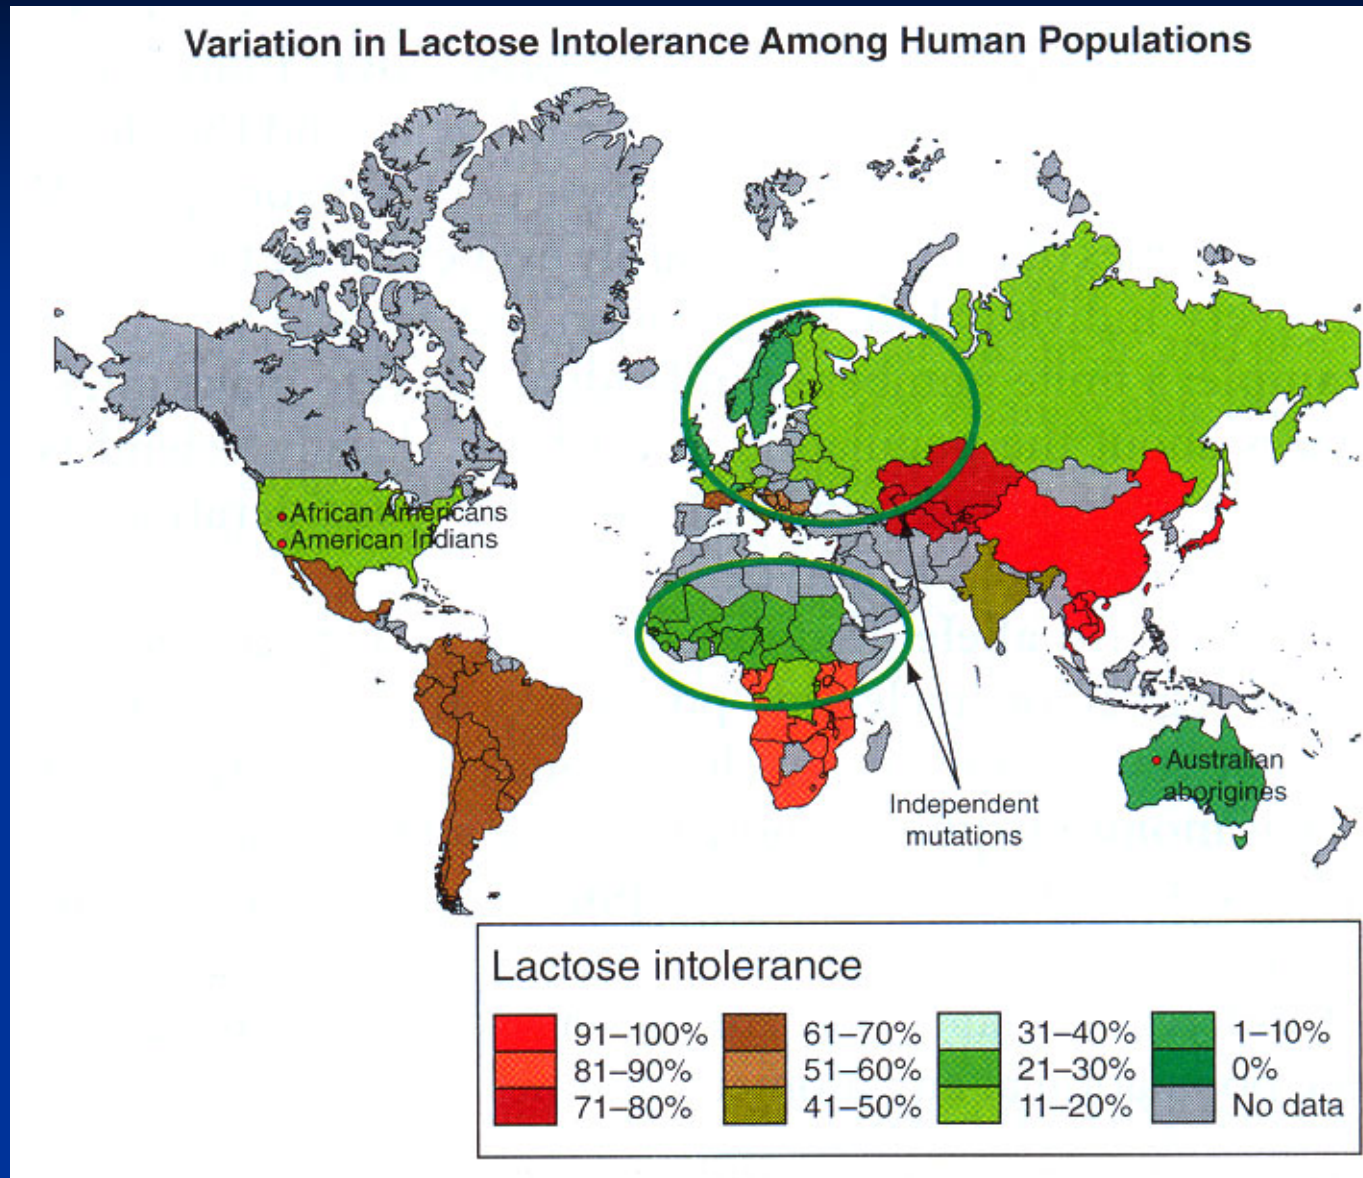 Variation in Lactose Intolerance Among Human Populations
African Americans
American Indians
Australian
aborigines
Independent
mutations
Lactose intolerance
91–100%
81–90%
71–80%
61–70%
51–60%
41–50%
31–40%
21–30%
11–20%
1–10%
0%
No data